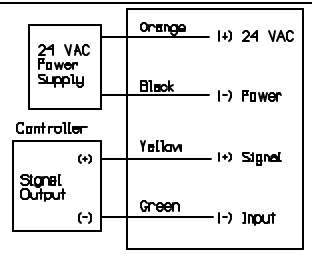 Orange
(+) 24 VAC
24 VAC
Power
Supply
Black
(-) Power
Controller
Yellow
(+)
(+) Signal
Signal
Output
Green
(-)
(-) Input